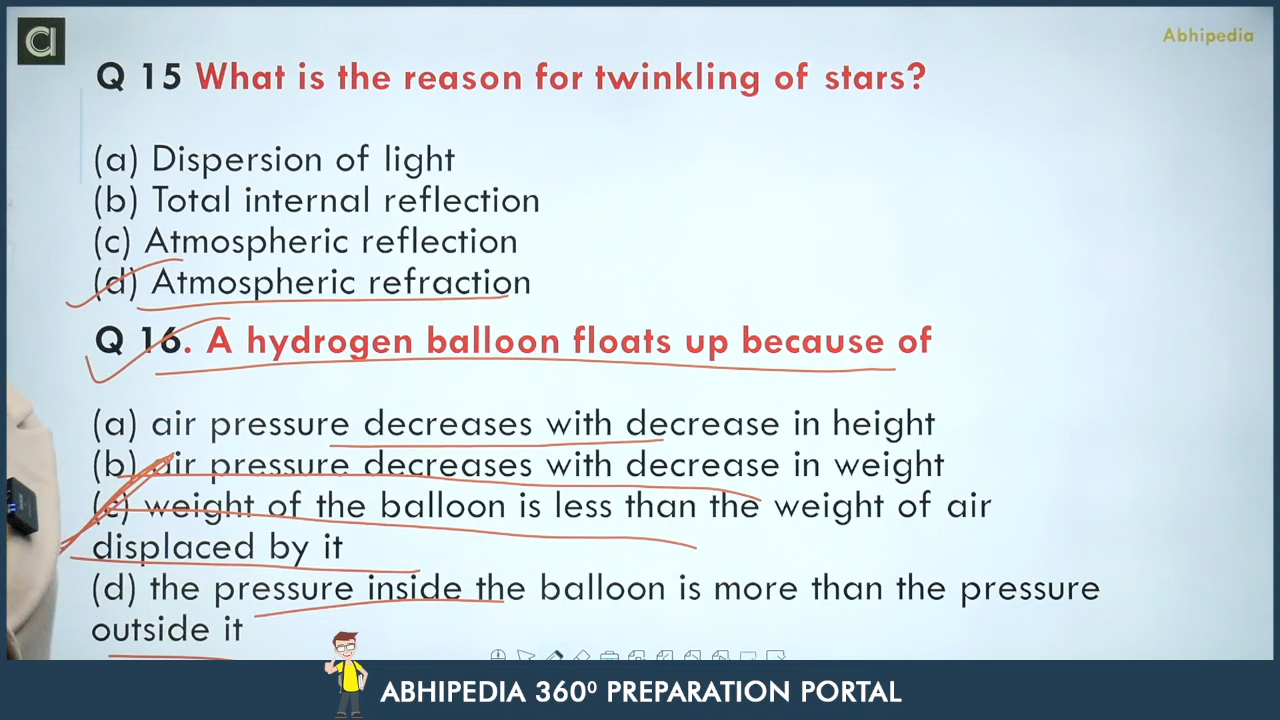 Abhipedia
Q 15 What is the reason for twinkling of stars?
(a) Dispersion of light
(b) Total internal reflection
(c) Atmospheric reflection
(d) Atmospheric refraction
Q 16. A hydrogen balloon floats up because of
(a) air pressure decreases with decrease in height
(b) air pressure decreases with decrease in weight
(c) weight of the balloon is less than the weight of air
displaced by it
(d) the pressure inside the balloon is more than the pressure
outside it
ABHIPEDIA 360⁰ PREPARATION PORTAL